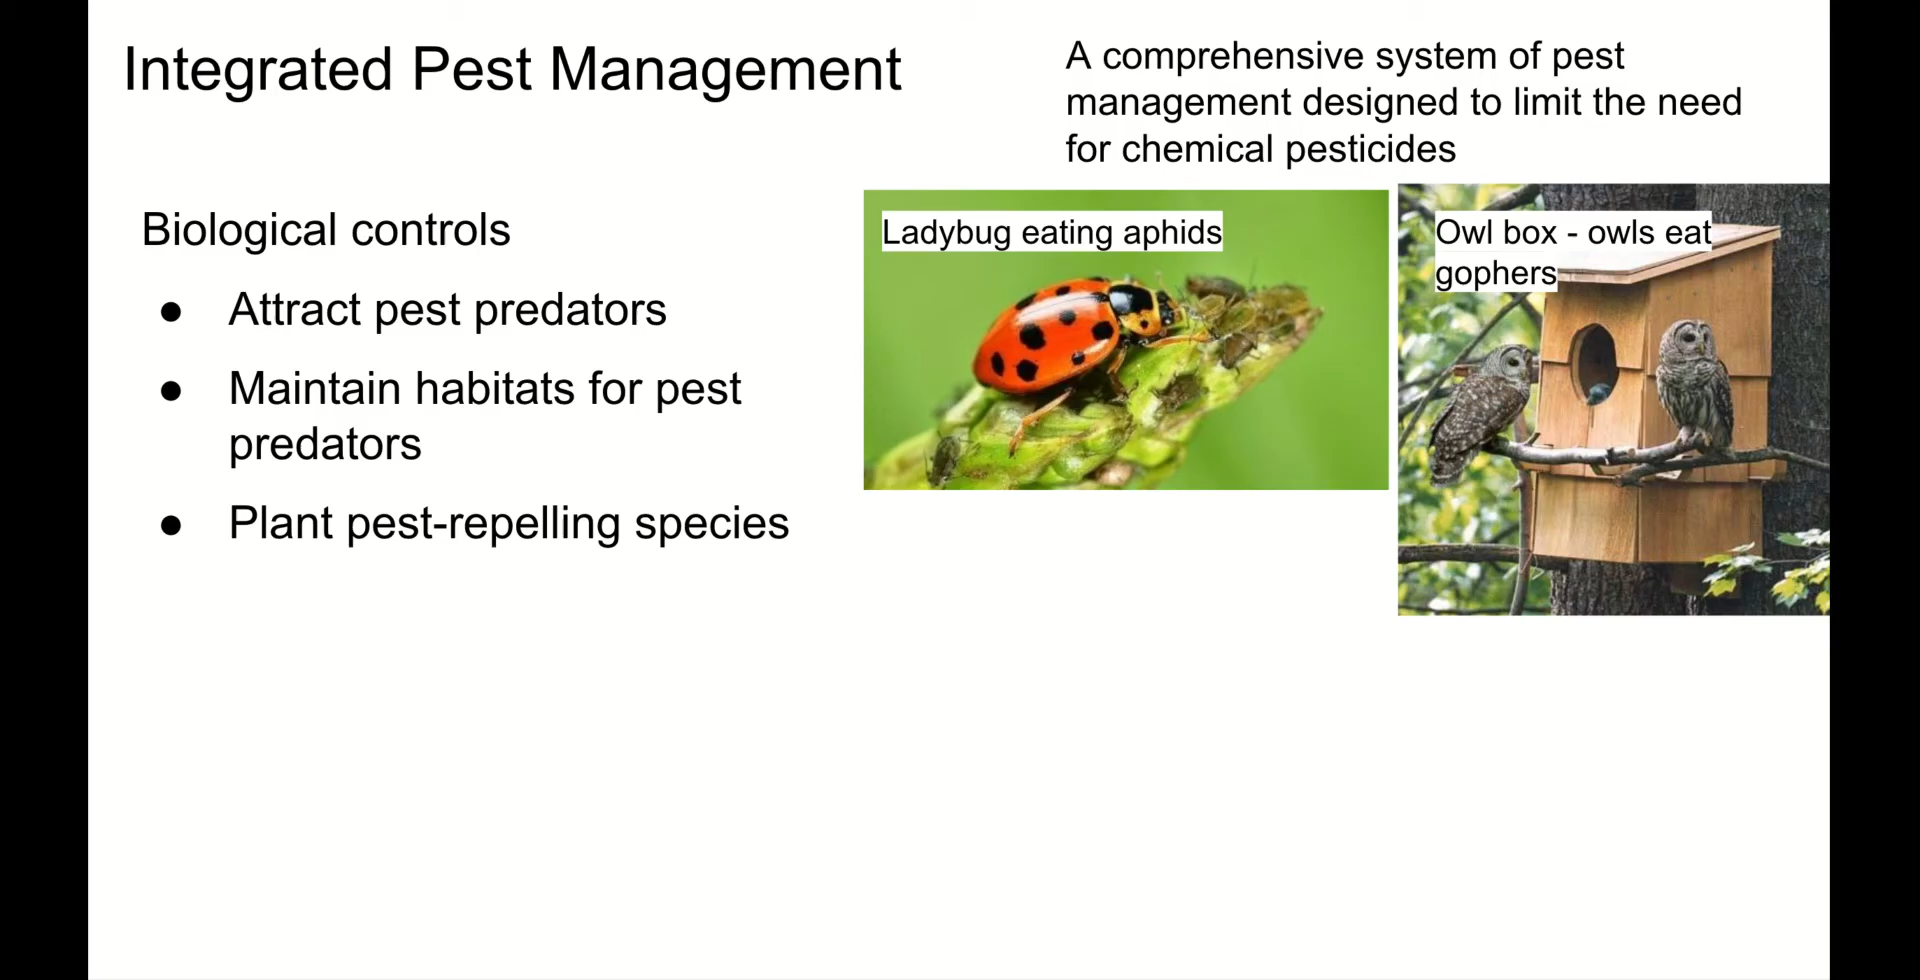 Integrated Pest Management
A comprehensive system of pest
management designed to limit the need
for chemical pesticides
Biological controls
● Attract pest predators
● Maintain habitats for pest
predators
● Plant pest-repelling species
Ladybug eating aphids
Owl box - owls eat
gophers